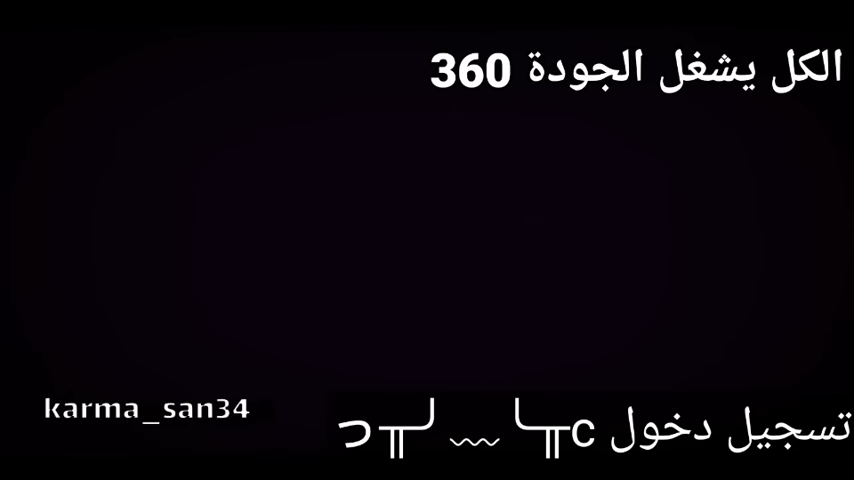 الكل يشغل الجودة 360
karma_san34
تسجيل دخول c╥╰﹏╯╥כ